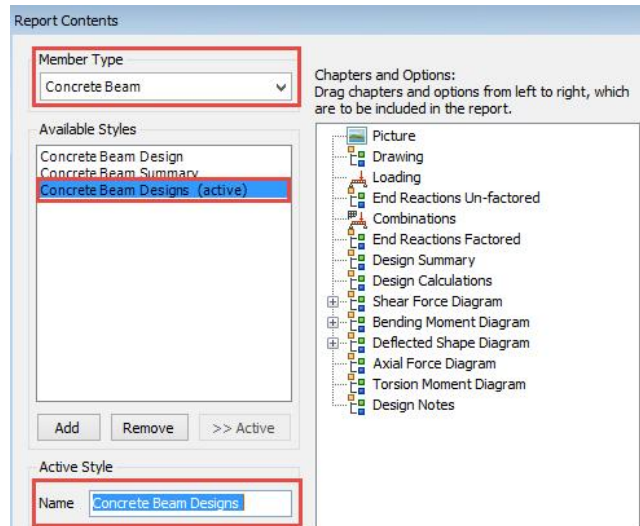 Report Contents
Member Type
Concrete Beam
Available Styles
Concrete Beam Design
Concrete Beam Summary
Concrete Beam Designs (active)
Add
Remove
>> Active
Active Style
Name
Concrete Beam Designs
Chapters and Options:
Drag chapters and options from left to right, which
are to be included in the report.
Picture
Drawing
Loading
End Reactions Un-factored
Combinations
End Reactions Factored
Design Summary
Design Calculations
Shear Force Diagram
Bending Moment Diagram
Deflected Shape Diagram
Axial Force Diagram
Torsion Moment Diagram
Design Notes